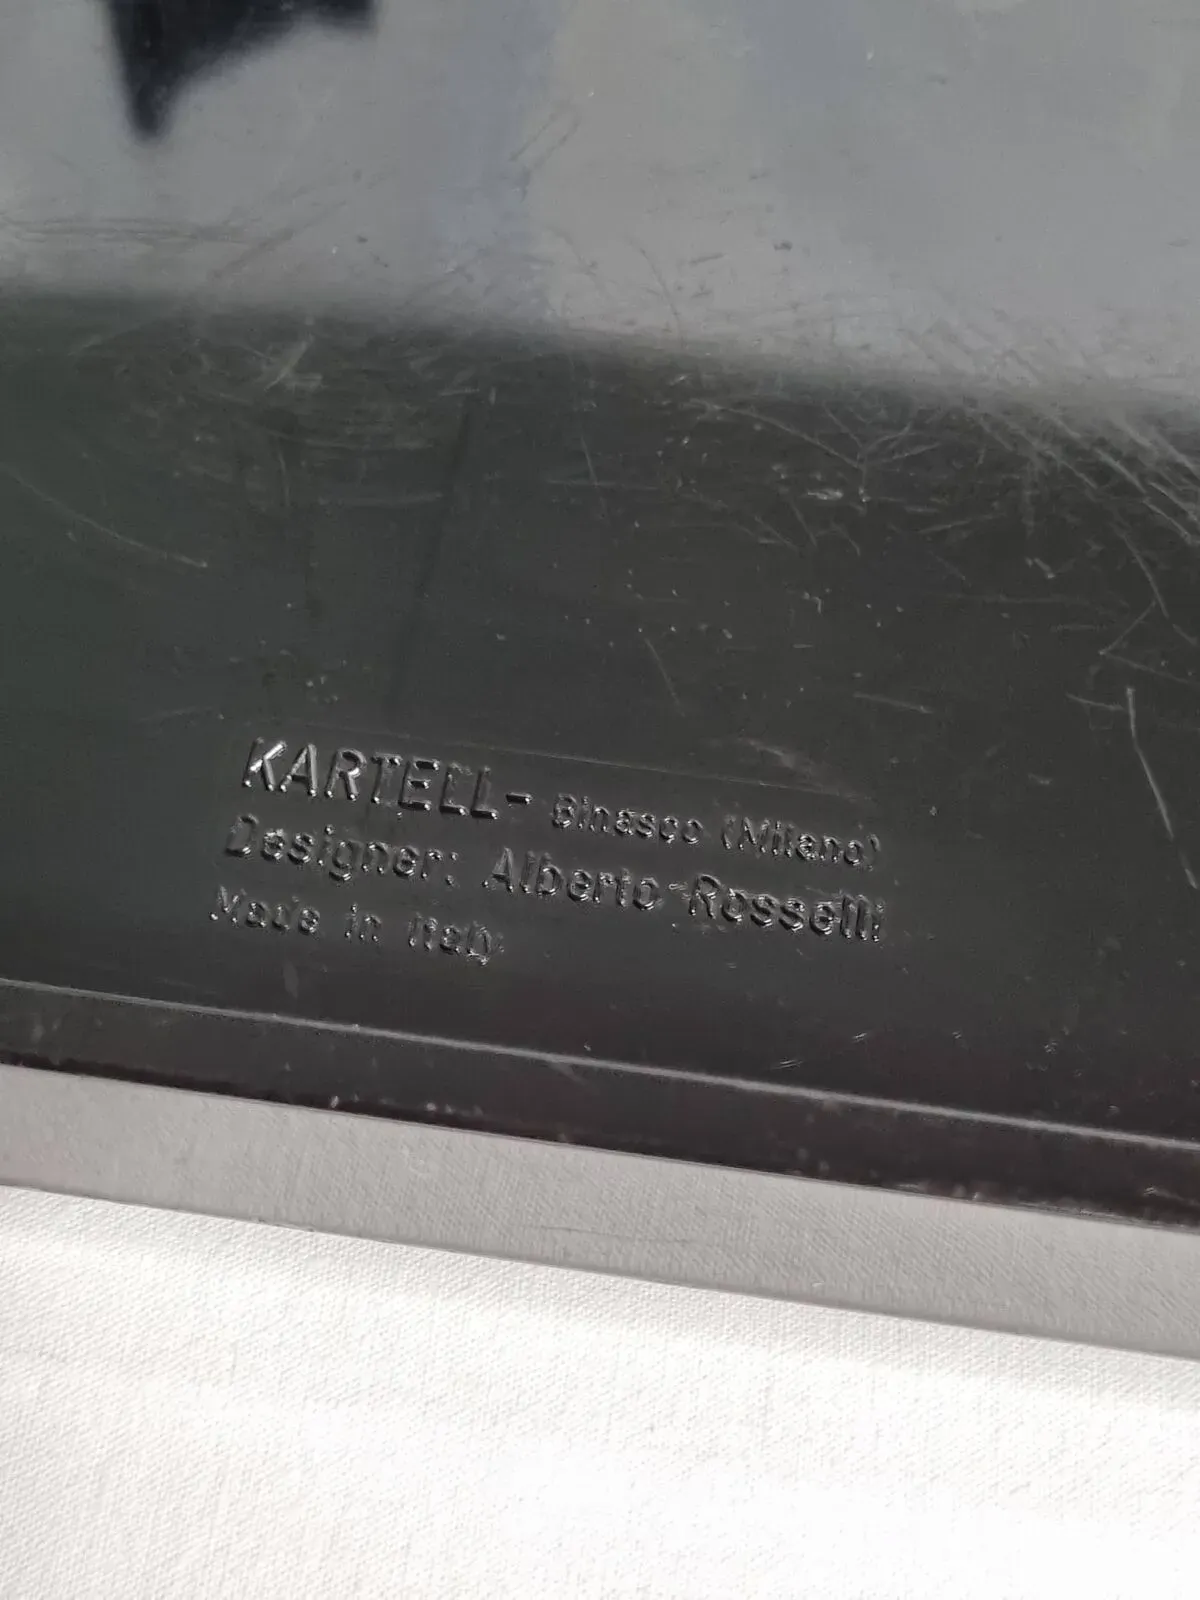 KARTELL- Binasco (Milano)
Designer: Alberto Rosselli
Made in Italy